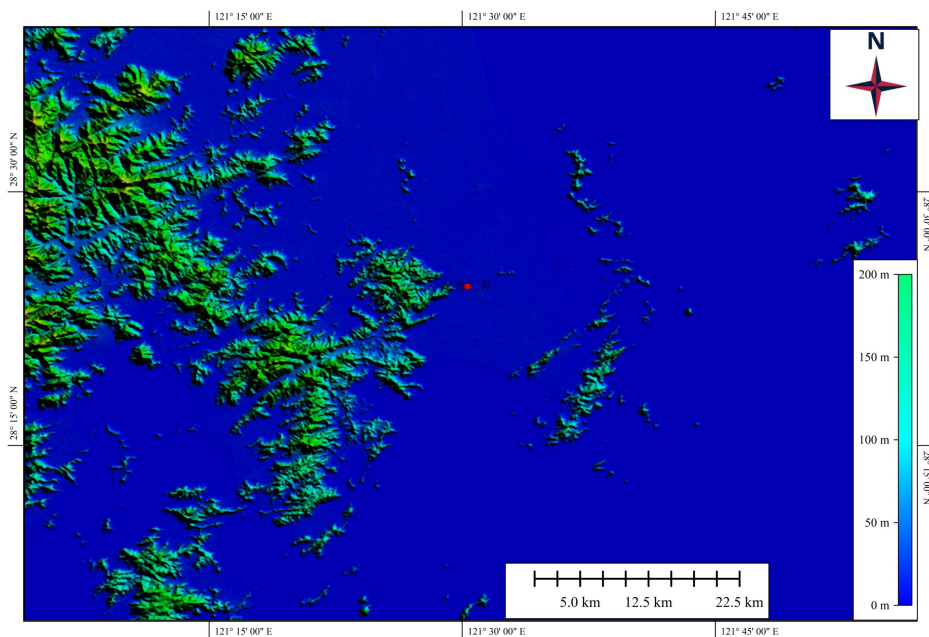 121° 15' 00" E
121° 30' 00" E
121° 45' 00" E
N
28° 30' 00" N
28° 30' 00" N
200 m
150 m
100 m
50 m
0 m
28° 15' 00" N
28° 15' 00" N
5.0 km 12.5 km 22.5 km
121° 15' 00" E
121° 30' 00" E
121° 45' 00" E